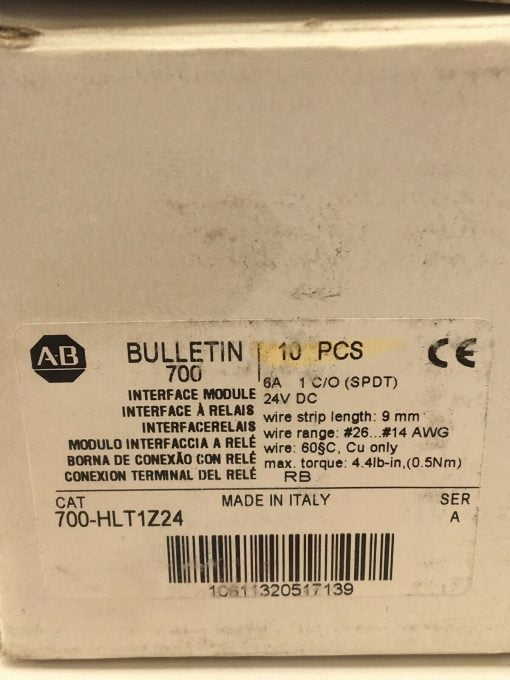 AB
BULLETIN
700
10 PCS
CE
INTERFACE MODULE
INTERFACE À RELAIS
INTERFACERELAIS
MODULO INTERFACCIA A RELÉ
BORNA DE CONEXÃO CON RELÉ
CONEXION TERMINAL DEL RELÉ
6A 1 C/O (SPDT)
24V DC
wire strip length: 9 mm
wire range: #26...#14 AWG
wire: 60§C, Cu only
max. torque: 4.4lb-in,(0.5Nm)
RB
CAT
700-HLT1Z24
MADE IN ITALY
SER
A
10611320517139